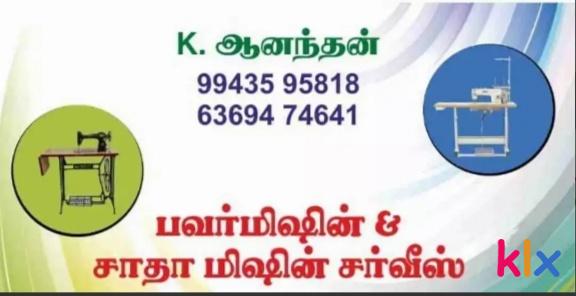 K. ஆனந்தன்
99435 95818
63694 74641
பவர்மிஷின் &
சாதா மிஷின் சர்வீஸ்
klx